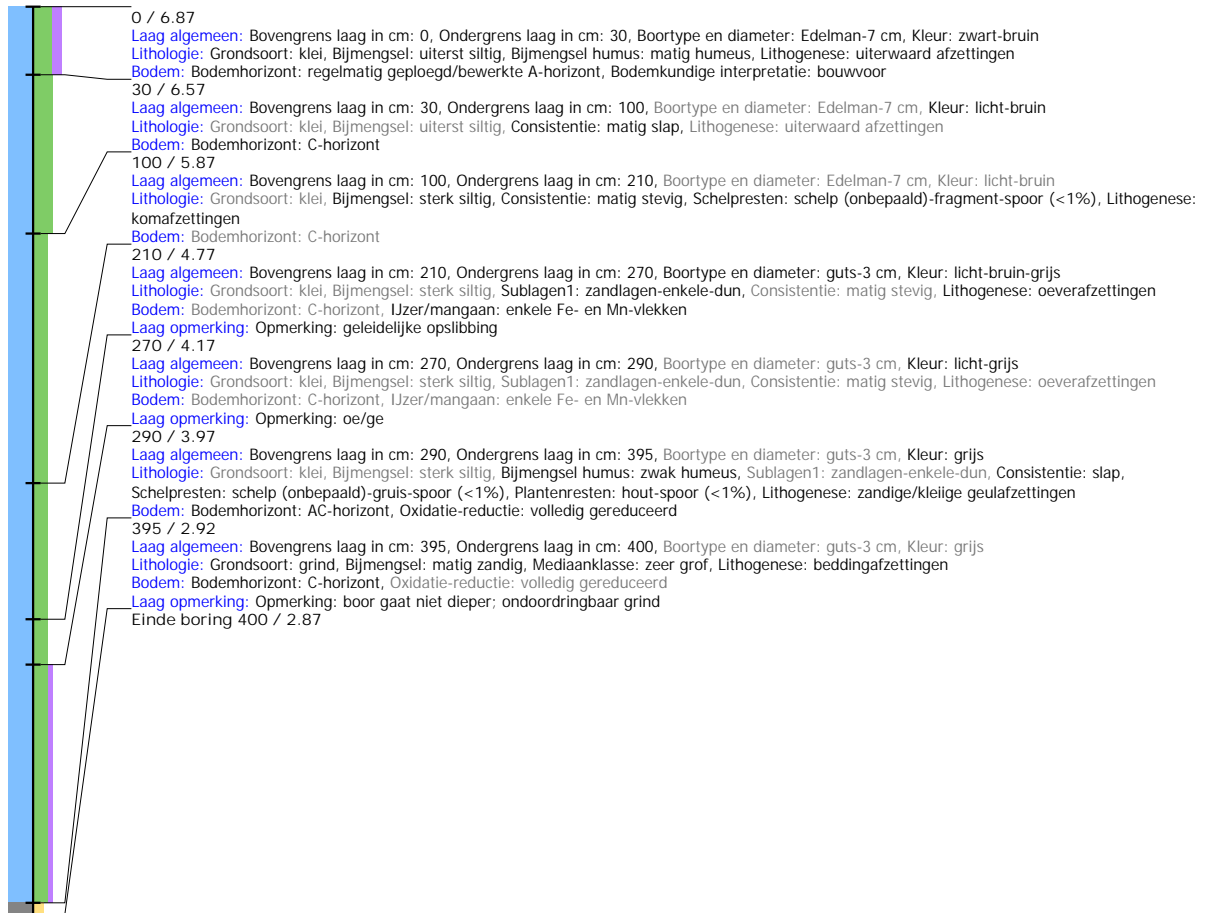 0 / 6.87
Laag algemeen: Bovengrens laag in cm: 0, Ondergrens laag in cm: 30, Boortype en diameter: Edelman-7 cm, Kleur: zwart-bruin
Lithologie: Grondsoort: klei, Bijmengsel: uiterst siltig, Bijmengsel humus: matig humeus, Lithogenese: uiterwaard afzettingen
Bodem: Bodemhorizont: regelmatig geploegd/bewerkte A-horizont, Bodemkundige interpretatie: bouwvoor
30 / 6.57
Laag algemeen: Bovengrens laag in cm: 30, Ondergrens laag in cm: 100, Boortype en diameter: Edelman-7 cm, Kleur: licht-bruin
Lithologie: Grondsoort: klei, Bijmengsel: uiterst siltig, Consistentie: matig slap, Lithogenese: uiterwaard afzettingen
Bodem: Bodemhorizont: C-horizont
100 / 5.87
Laag algemeen: Bovengrens laag in cm: 100, Ondergrens laag in cm: 210, Boortype en diameter: Edelman-7 cm, Kleur: licht-bruin
Lithologie: Grondsoort: klei, Bijmengsel: sterk siltig, Consistentie: matig stevig, Schelpresten: schelp (onbepaald)-fragment-spoor (<1%), Lithogenese:
komafzettingen
Bodem: Bodemhorizont: C-horizont
210 / 4.77
Laag algemeen: Bovengrens laag in cm: 210, Ondergrens laag in cm: 270, Boortype en diameter: guts-3 cm, Kleur: licht-bruin-grijs
Lithologie: Grondsoort: klei, Bijmengsel: sterk siltig, Sublagen1: zandlagen-enkele-dun, Consistentie: matig stevig, Lithogenese: oeverafzettingen
Bodem: Bodemhorizont: C-horizont, IJzer/mangaan: enkele Fe- en Mn-vlekken
Laag opmerking: Opmerking: geleidelijke opslibbing
270 / 4.17
Laag algemeen: Bovengrens laag in cm: 270, Ondergrens laag in cm: 290, Boortype en diameter: guts-3 cm, Kleur: licht-grijs
Lithologie: Grondsoort: klei, Bijmengsel: sterk siltig, Sublagen1: zandlagen-enkele-dun, Consistentie: matig stevig, Lithogenese: oeverafzettingen
Bodem: Bodemhorizont: C-horizont, IJzer/mangaan: enkele Fe- en Mn-vlekken
Laag opmerking: Opmerking: oe/ge
290 / 3.97
Laag algemeen: Bovengrens laag in cm: 290, Ondergrens laag in cm: 395, Boortype en diameter: guts-3 cm, Kleur: grijs
Lithologie: Grondsoort: klei, Bijmengsel: sterk siltig, Bijmengsel humus: zwak humeus, Sublagen1: zandlagen-enkele-dun, Consistentie: slap,
Schelpresten: schelp (onbepaald)-gruis-spoor (<1%), Plantenresten: hout-spoor (<1%), Lithogenese: zandige/kleiige geulafzettingen
Bodem: Bodemhorizont: AC-horizont, Oxidatie-reductie: volledig gereduceerd
395 / 2.92
Laag algemeen: Bovengrens laag in cm: 395, Ondergrens laag in cm: 400, Boortype en diameter: guts-3 cm, Kleur: grijs
Lithologie: Grondsoort: grind, Bijmengsel: matig zandig, Mediaanklasse: zeer grof, Lithogenese: beddingafzettingen
Bodem: Bodemhorizont: C-horizont, Oxidatie-reductie: volledig gereduceerd
Laag opmerking: Opmerking: boor gaat niet dieper; ondoordringbaar grind
Einde boring 400 / 2.87